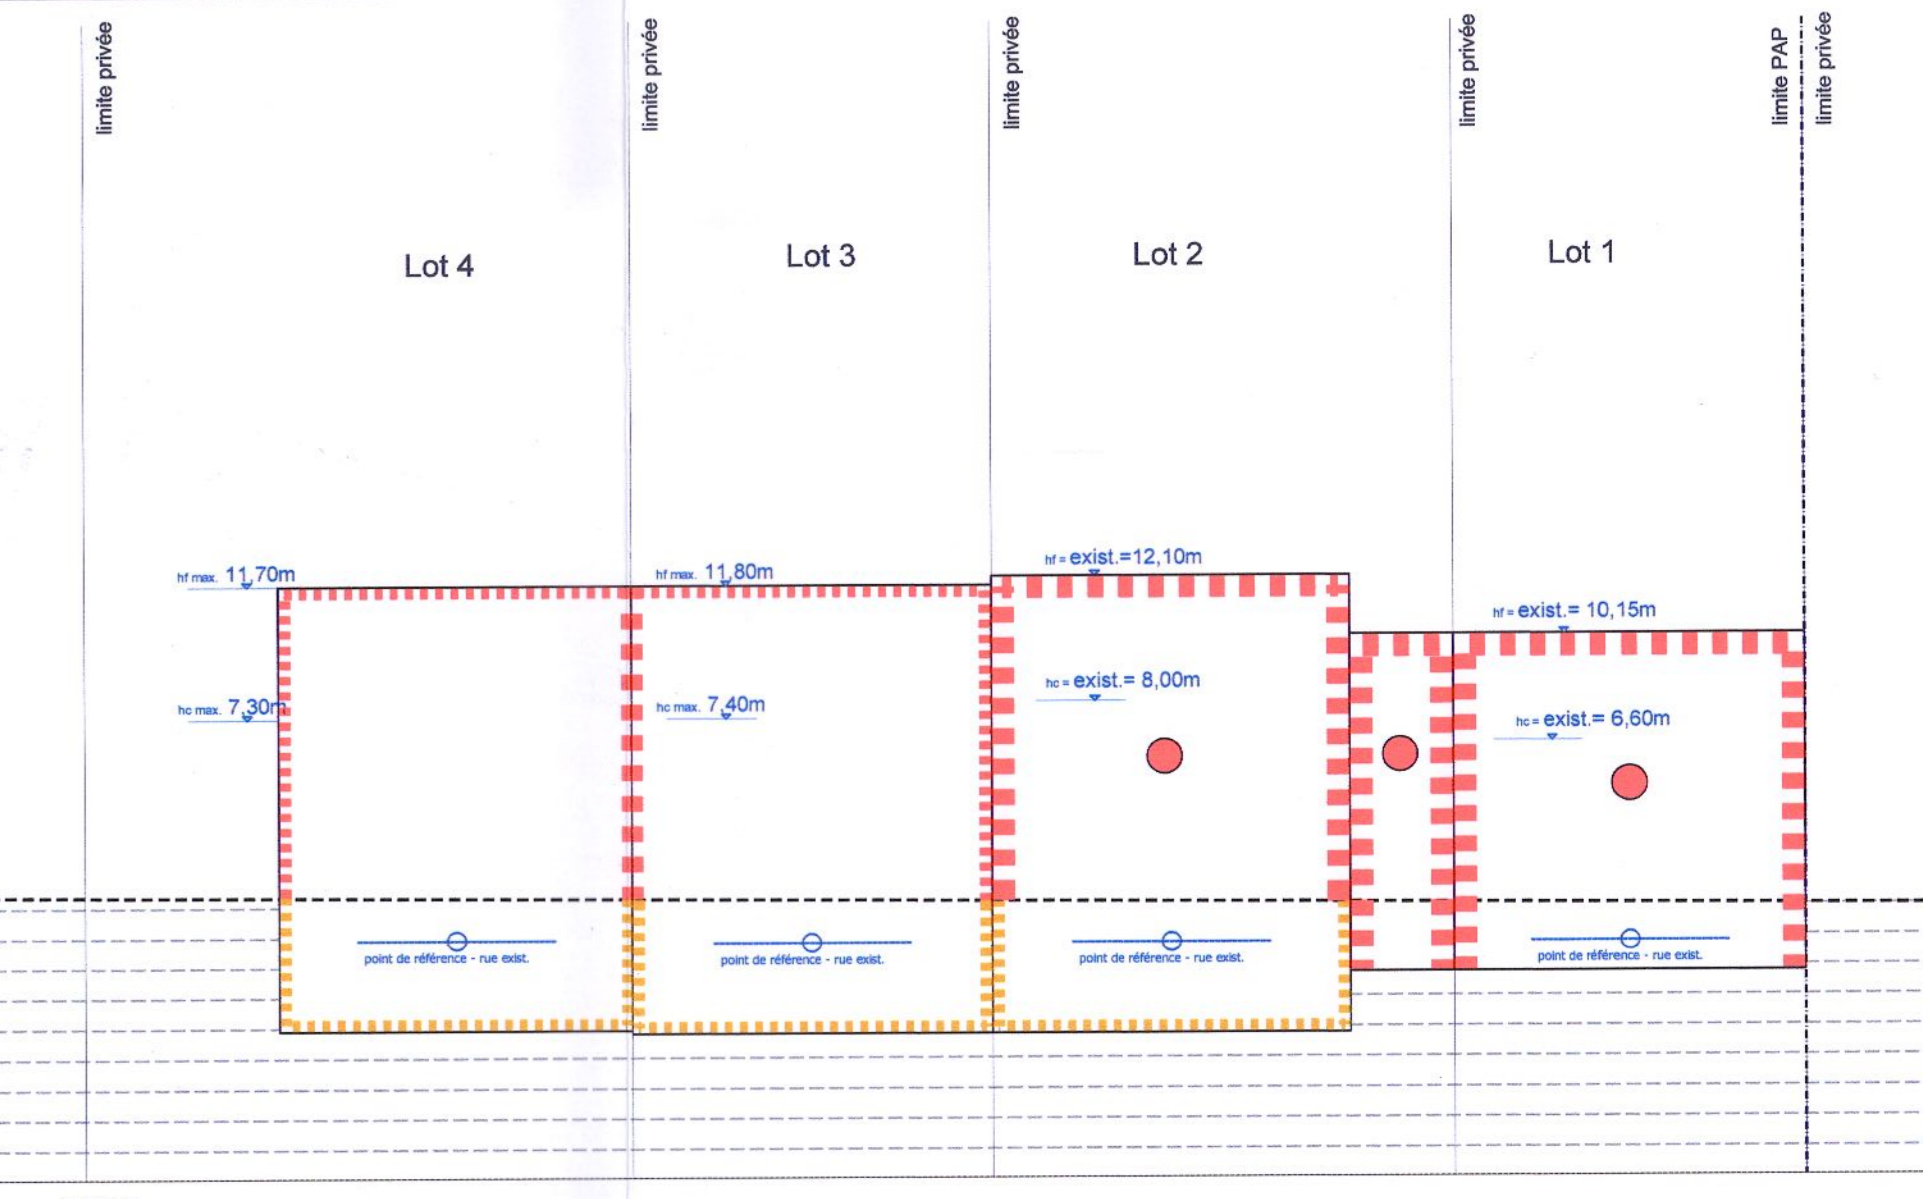 limite privée
limite privée
limite privée
limite privée
limite PAP
limite privée
Lot 4
Lot 3
Lot 2
Lot 1
hf max. 11,70m
hf max. 11,80m
hf = exist.=12,10m
hf = exist.= 10,15m
hc max. 7,30m
hc max. 7,40m
hc = exist.= 8,00m
hc = exist.= 6,60m
point de référence - rue exist.
point de référence - rue exist.
point de référence - rue exist.
point de référence - rue exist.